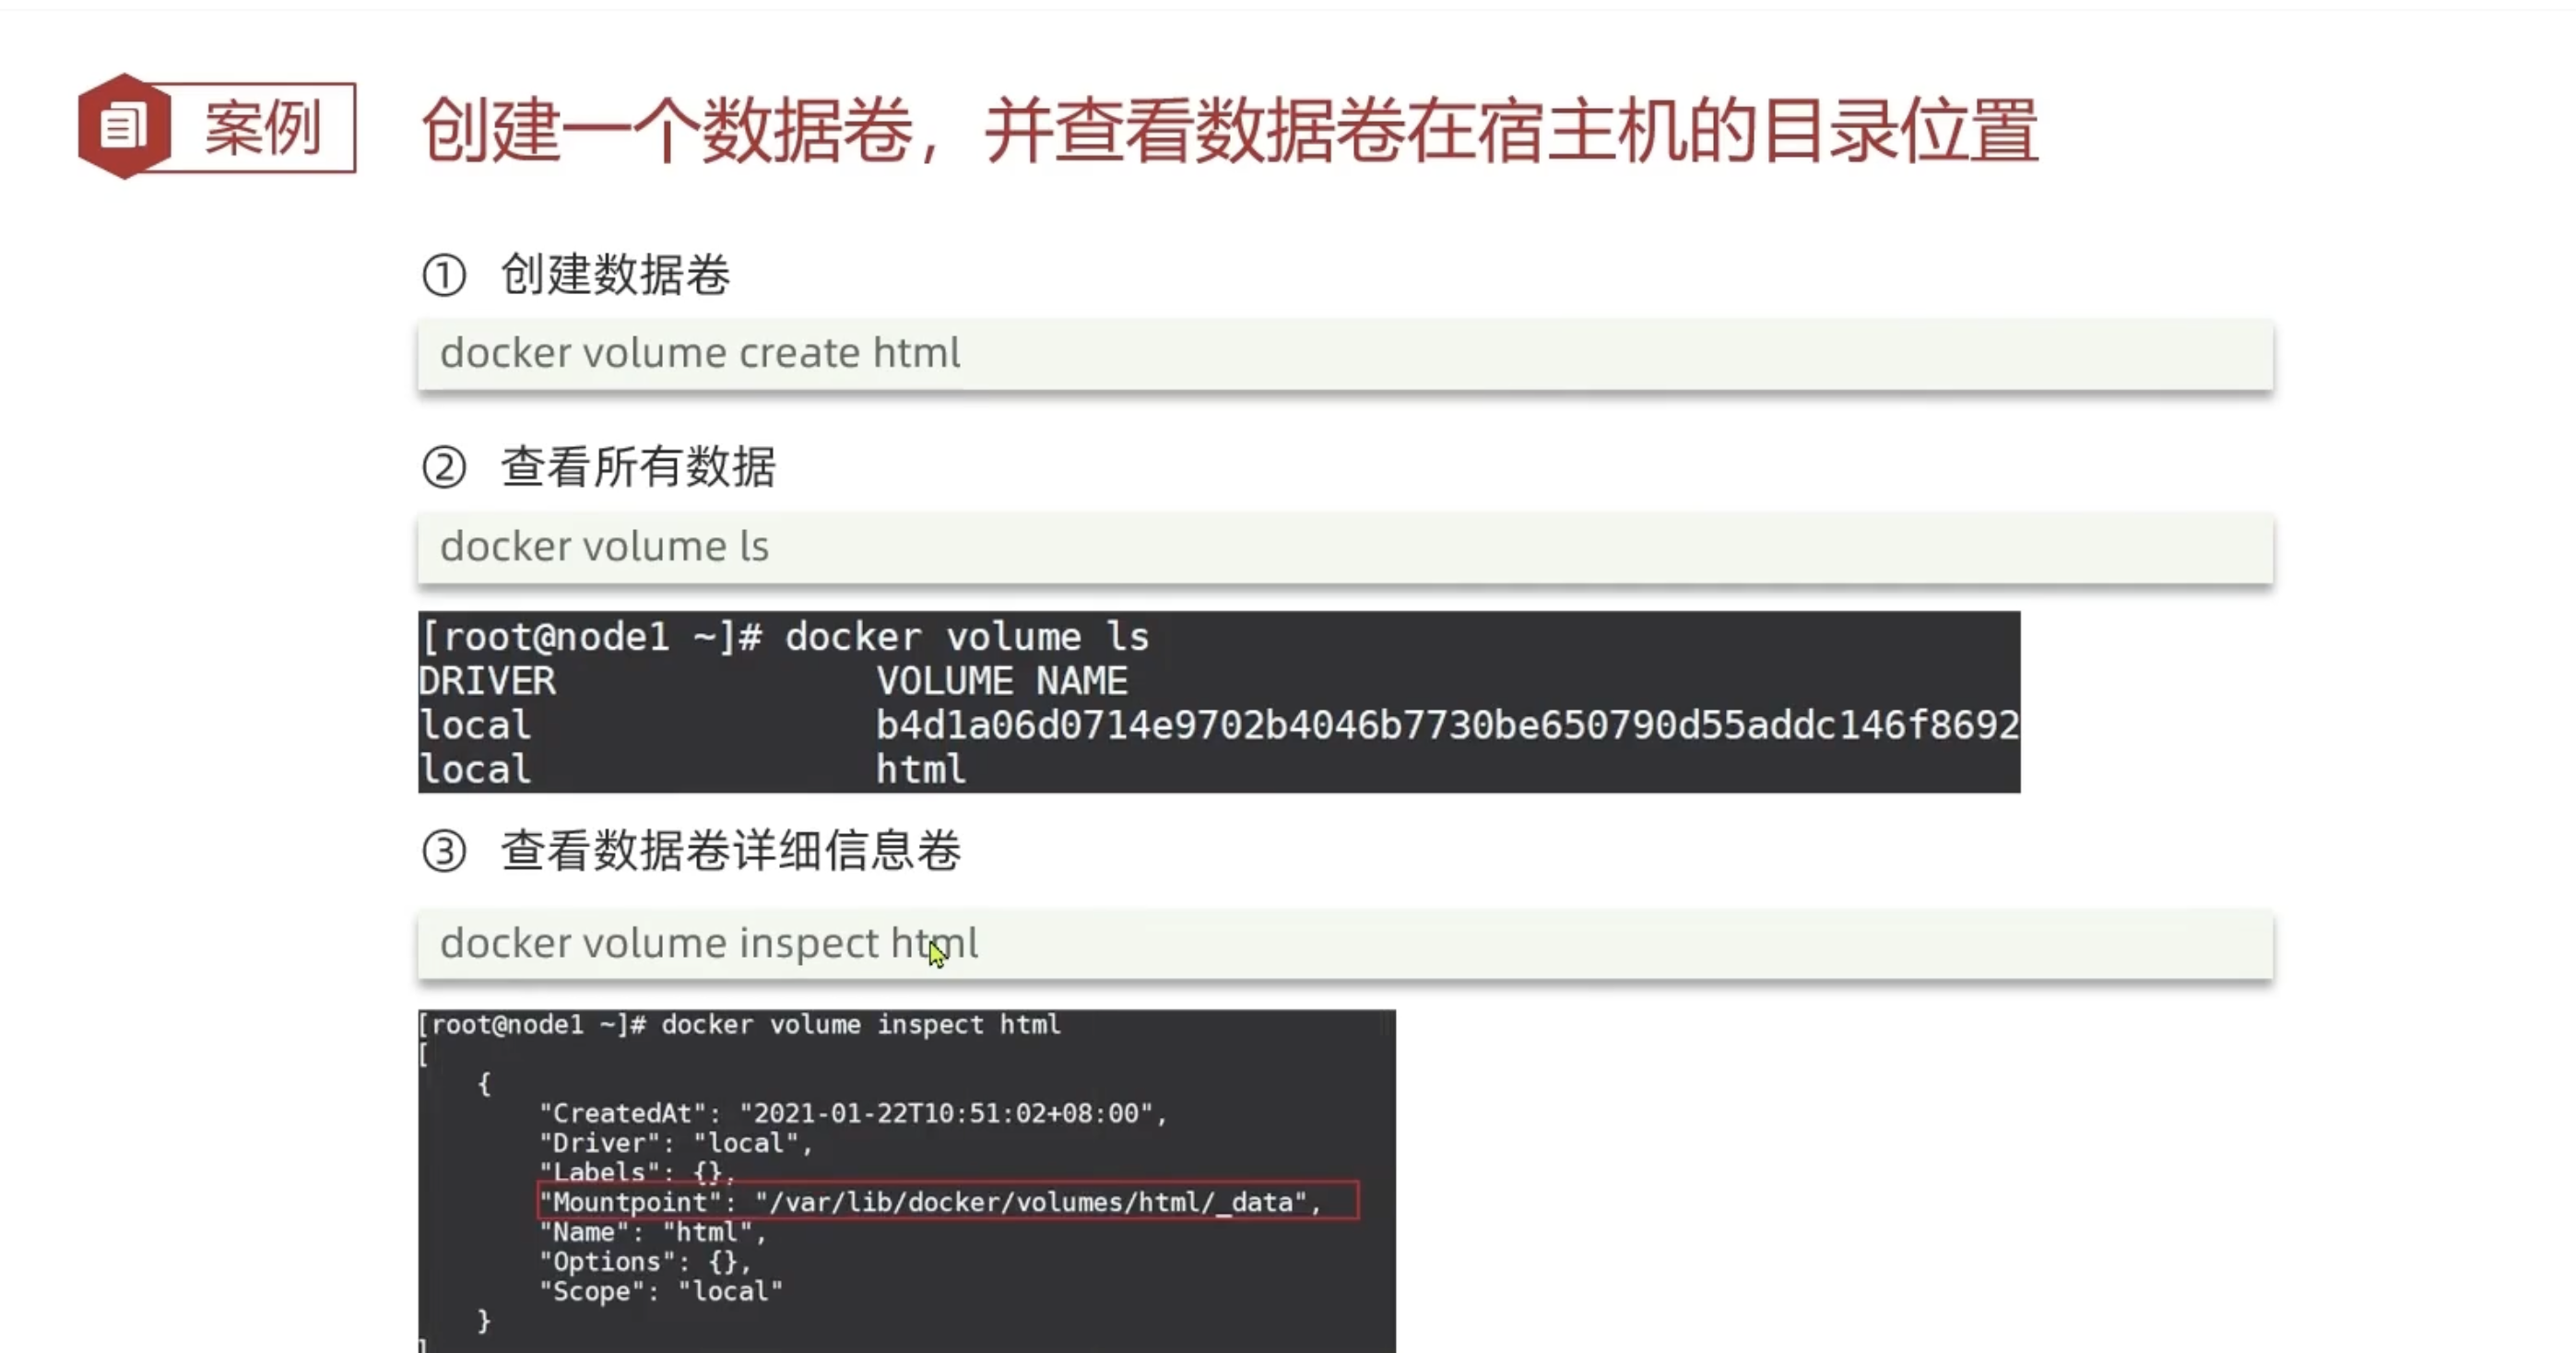 案例
创建一个数据卷，并查看数据卷在宿主机的目录位置
① 创建数据卷
docker volume create html
② 查看所有数据
docker volume ls
[root@node1 ~]# docker volume ls
DRIVER              VOLUME NAME
local               b4d1a06d0714e9702b4046b7730be650790d55addc146f8692
local               html
③ 查看数据卷详细信息卷
docker volume inspect html
[root@node1 ~]# docker volume inspect html
[
    {
        "CreatedAt": "2021-01-22T10:51:02+08:00",
        "Driver": "local",
        "Labels": {},
        "Mountpoint": "/var/lib/docker/volumes/html/_data",
        "Name": "html",
        "Options": {},
        "Scope": "local"
    }
]